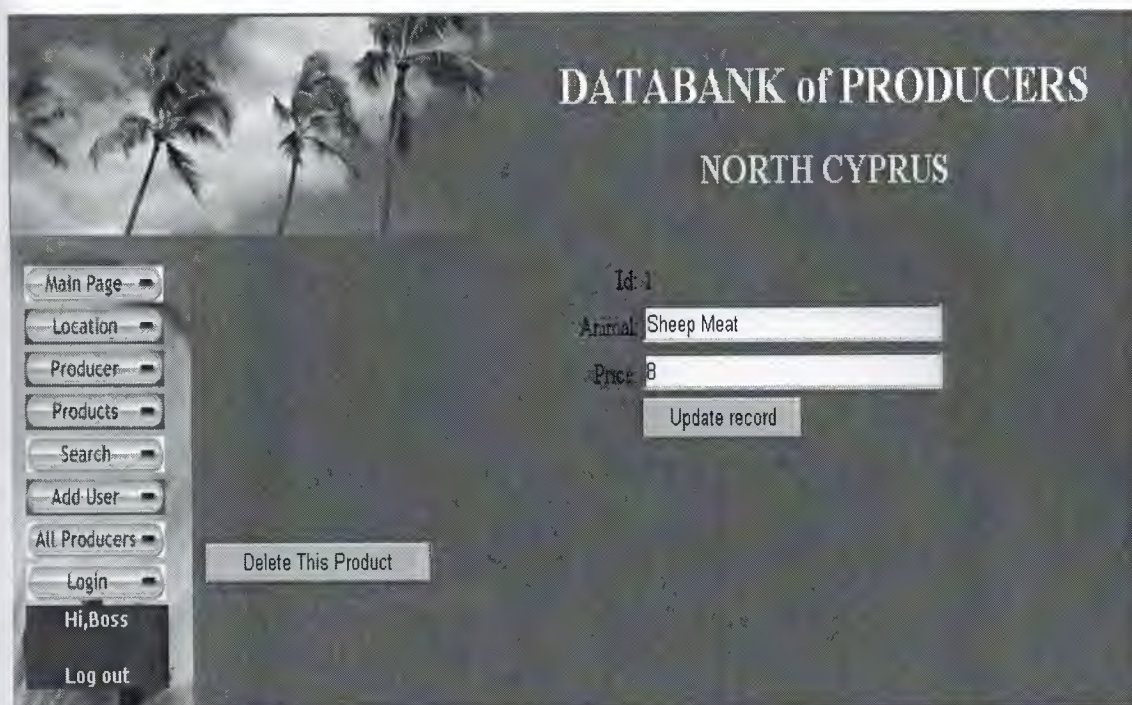 DATABANK of PRODUCERS
NORTH CYPRUS
Main Page
Location
Producer
Products
Search
Add User
All Producers
Login
Hi,Boss
Log out
Id: 1
Animal: Sheep Meat
Price: 8
Update record
Delete This Product